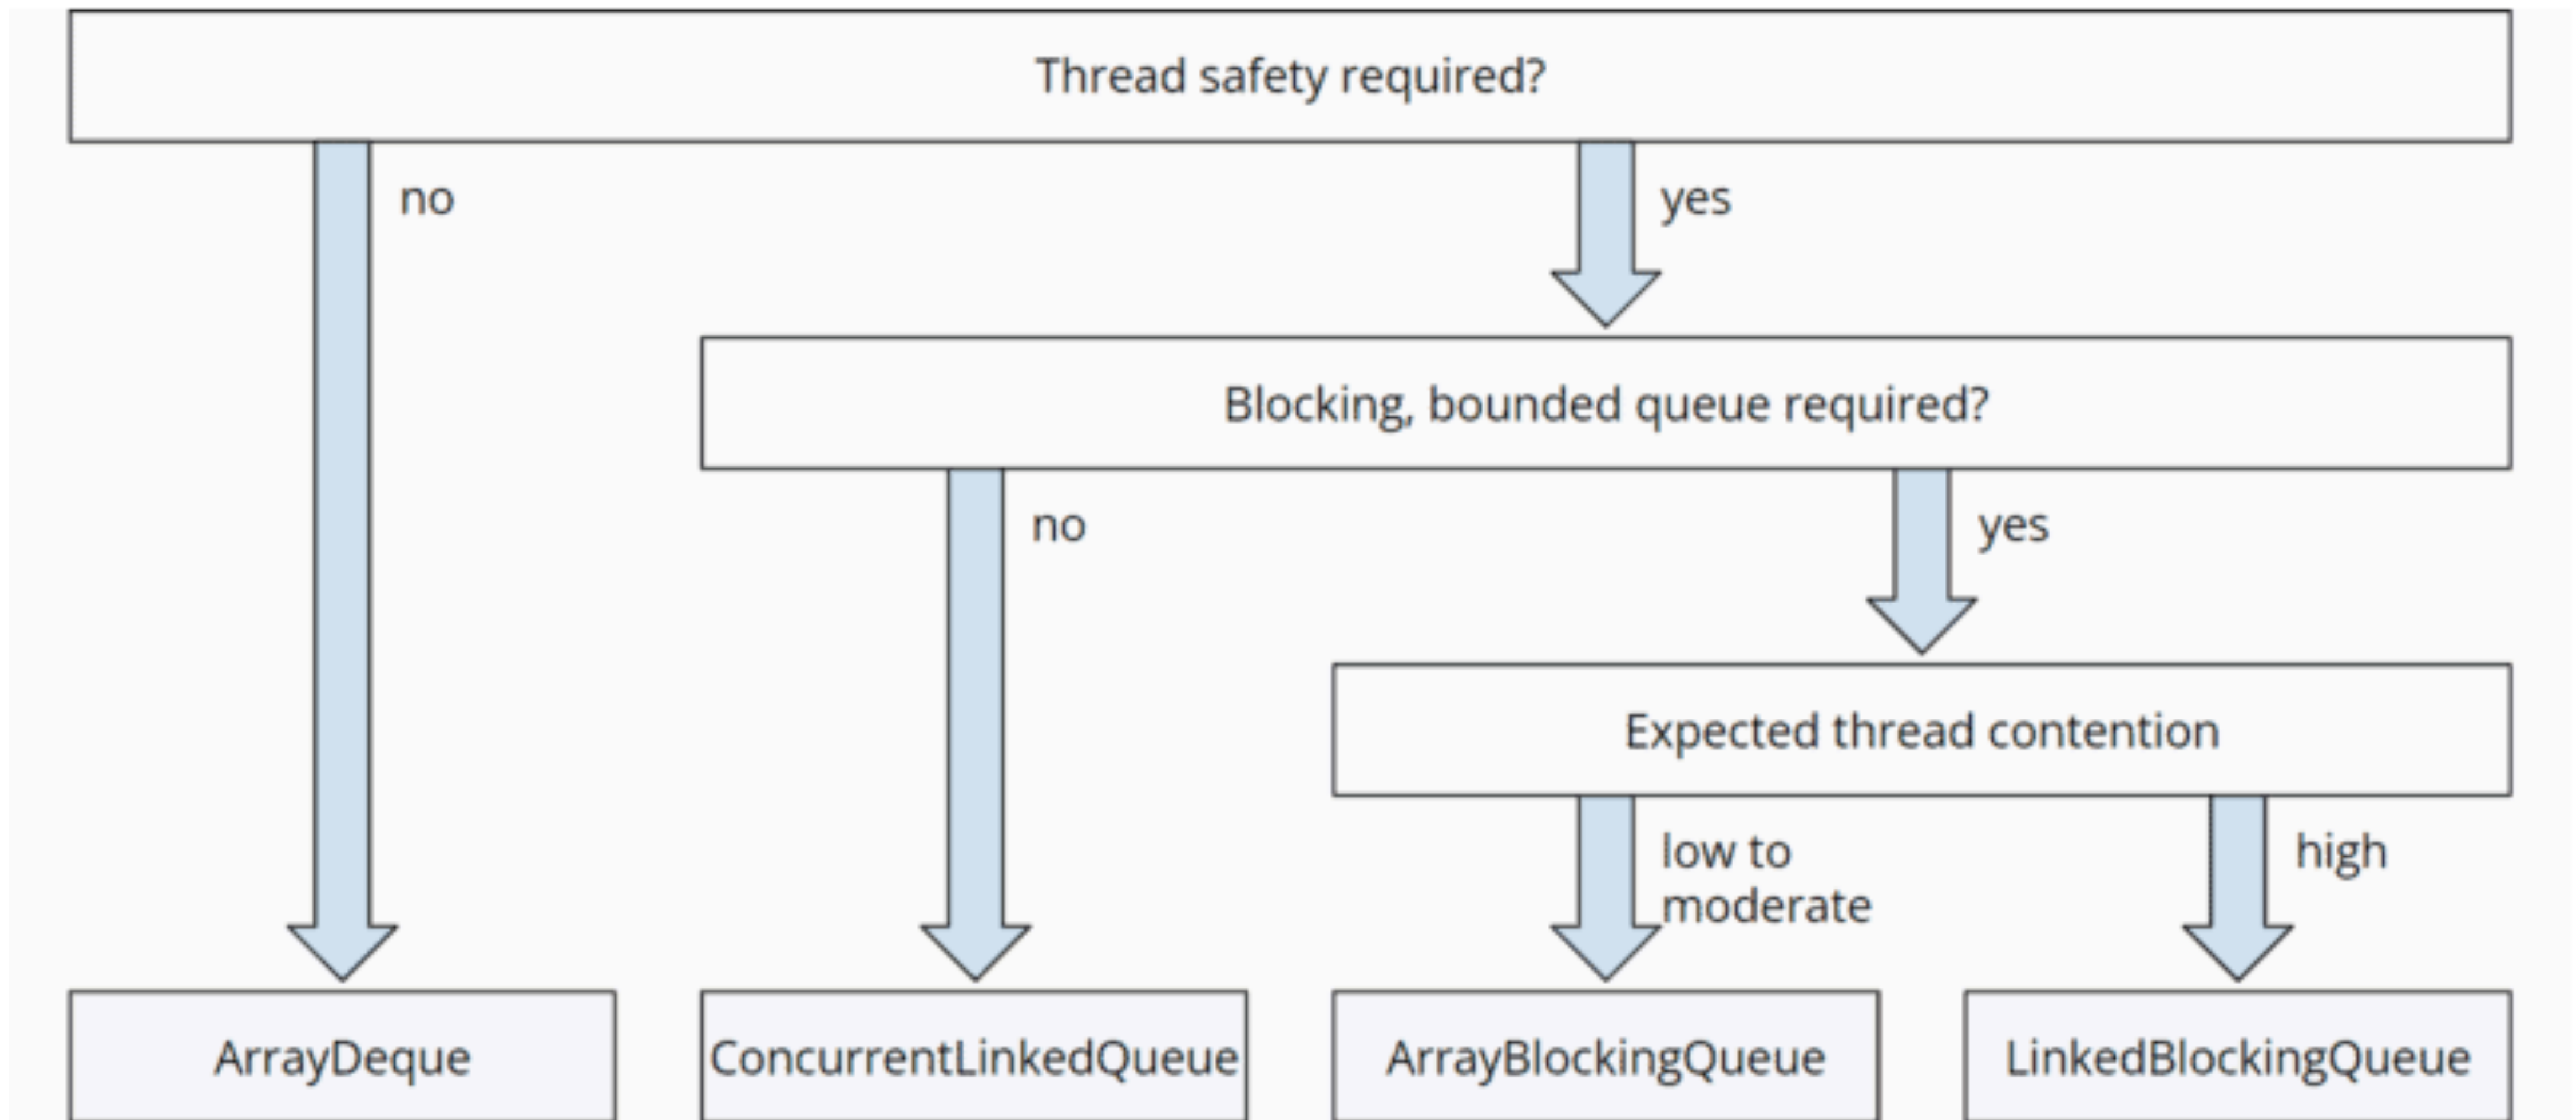 Thread safety required?
no
yes
Blocking, bounded queue required?
no
yes
Expected thread contention
low to
moderate
high
ArrayDeque
ConcurrentLinkedQueue
ArrayBlockingQueue
LinkedBlockingQueue